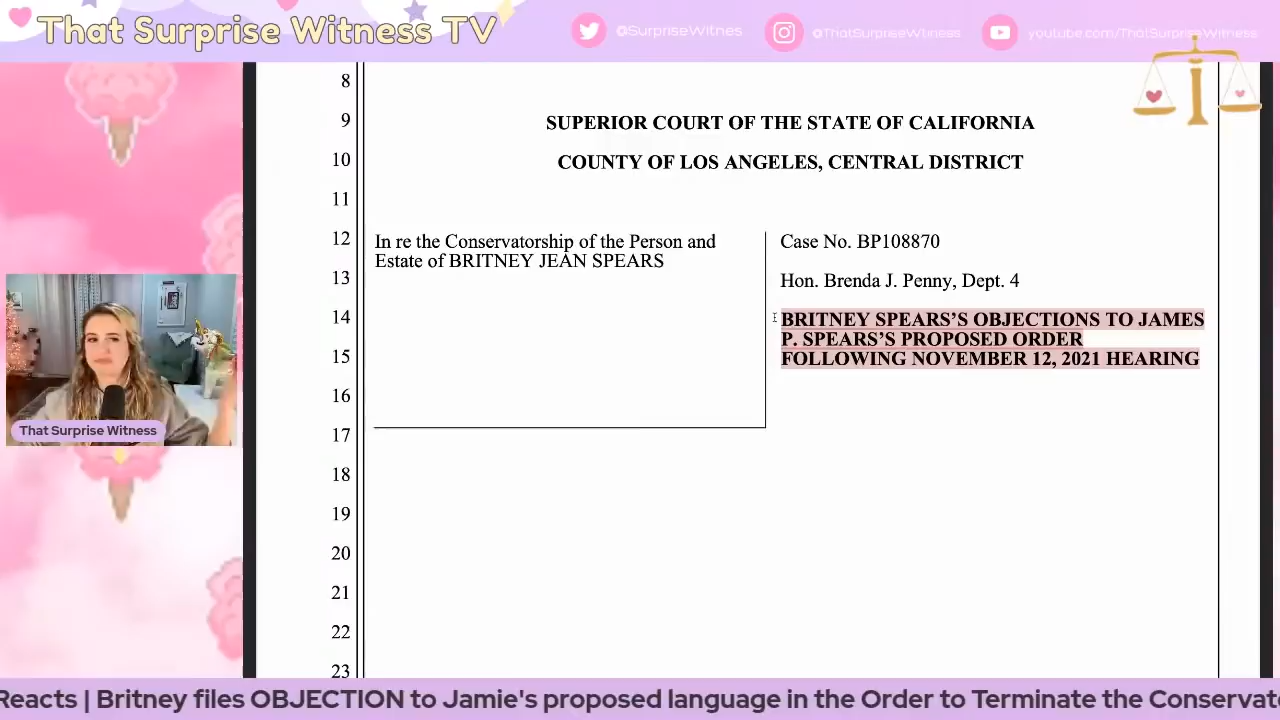 That Surprise Witness TV
@SurpriseWitnes
@ThatSurpriseWtiness
youtube.com/ThatSurpriseWitness
8
9
SUPERIOR COURT OF THE STATE OF CALIFORNIA
10
COUNTY OF LOS ANGELES, CENTRAL DISTRICT
11
12
In re the Conservatorship of the Person and
Estate of BRITNEY JEAN SPEARS
Case No. BP108870
13
Hon. Brenda J. Penny, Dept. 4
14
BRITNEY SPEARS’S OBJECTIONS TO JAMES
P. SPEARS’S PROPOSED ORDER
15
FOLLOWING NOVEMBER 12, 2021 HEARING
16
17
18
19
20
21
22
23
That Surprise Witness
Reacts | Britney files OBJECTION to Jamie's proposed language in the Order to Terminate the Conservat